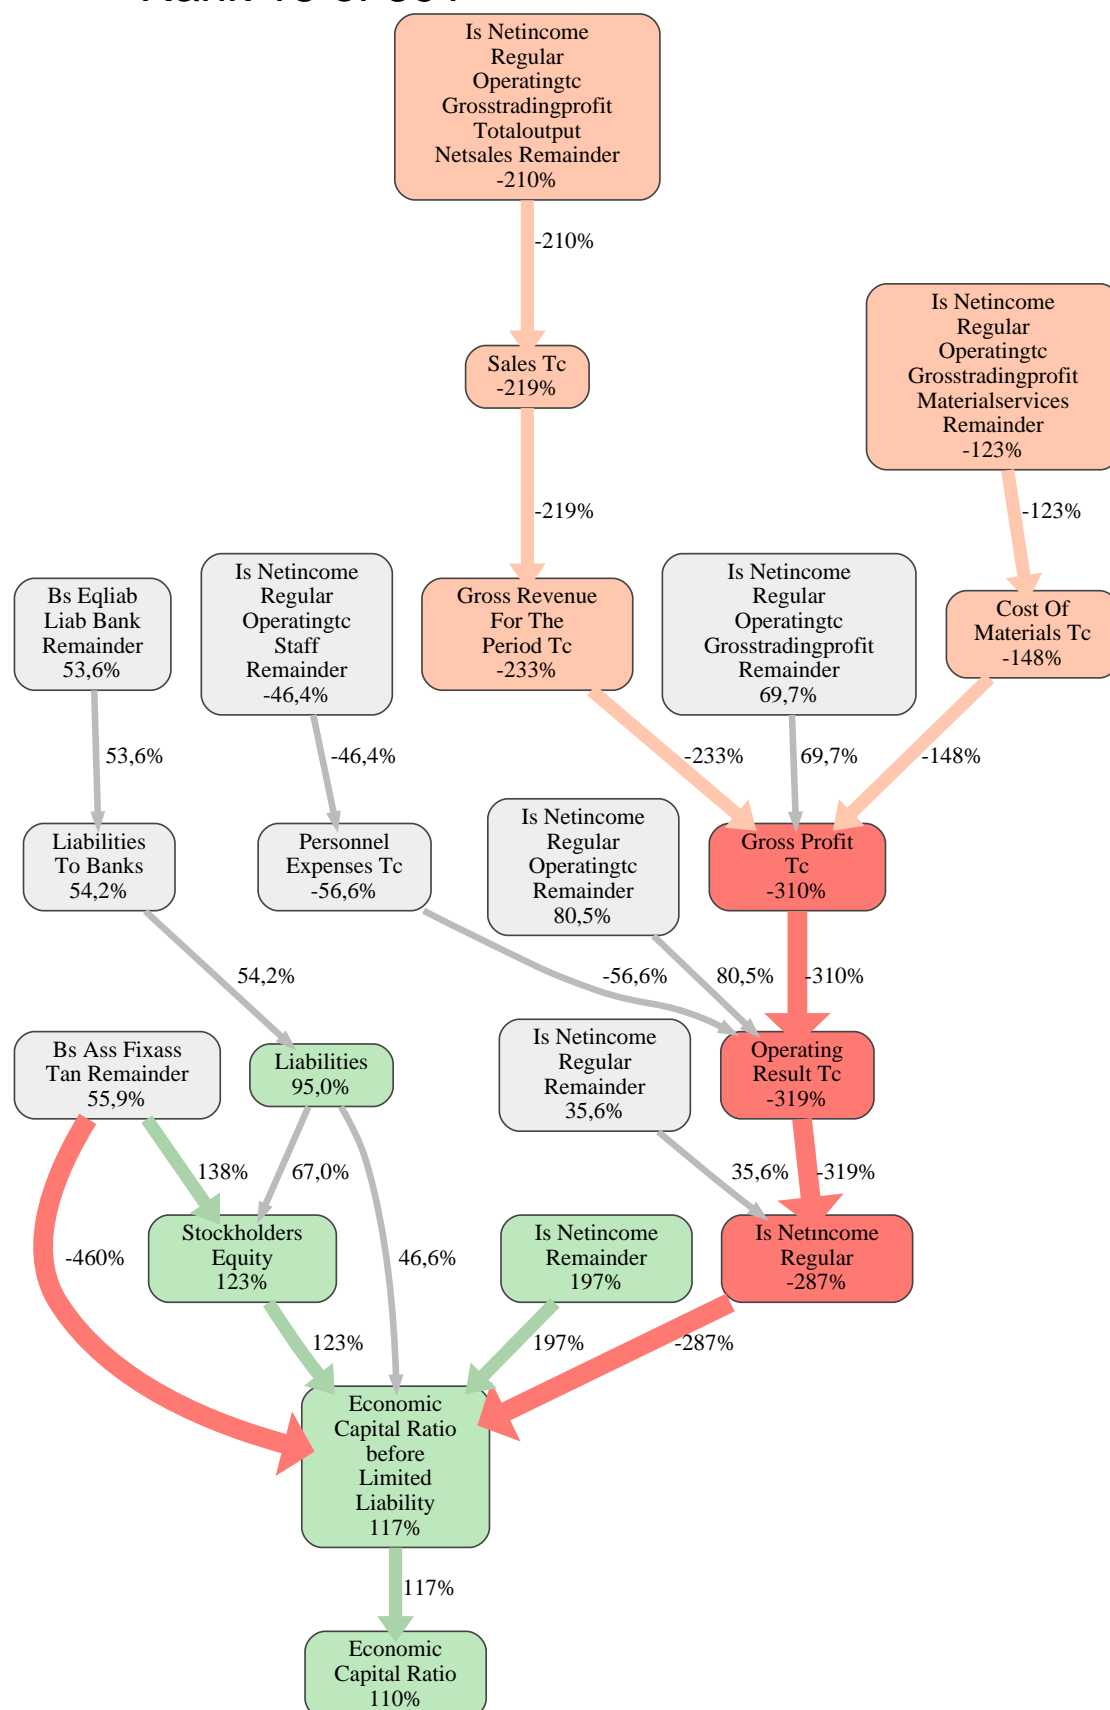 Is Netincome
Regular
Operatingtc
Grosstradingprofit
Totaloutput
Netsales Remainder
-210%
-210%
Is Netincome
Regular
Operatingtc
Grosstradingprofit
Materialservices
Remainder
-123%
Sales Tc
-219%
-219%
-123%
Bs Eqliab
Liab Bank
Remainder
53,6%
Is Netincome
Regular
Operatingtc
Staff
Remainder
-46,4%
Gross Revenue
For The
Period Tc
-233%
Is Netincome
Regular
Operatingtc
Grosstradingprofit
Remainder
69,7%
Cost Of
Materials Tc
-148%
53,6%
-46,4%
-233%
69,7%
-148%
Liabilities
To Banks
54,2%
Personnel
Expenses Tc
-56,6%
Is Netincome
Regular
Operatingtc
Remainder
80,5%
Gross Profit
Tc
-310%
54,2%
-56,6%
80,5%
-310%
Bs Ass Fixass
Tan Remainder
55,9%
Liabilities
95,0%
Is Netincome
Regular
Remainder
35,6%
Operating
Result Tc
-319%
138%
67,0%
35,6%
-319%
-460%
Stockholders
Equity
123%
46,6%
Is Netincome
Remainder
197%
Is Netincome
Regular
-287%
123%
197%
-287%
Economic
Capital Ratio
before
Limited
Liability
117%
117%
Economic
Capital Ratio
110%